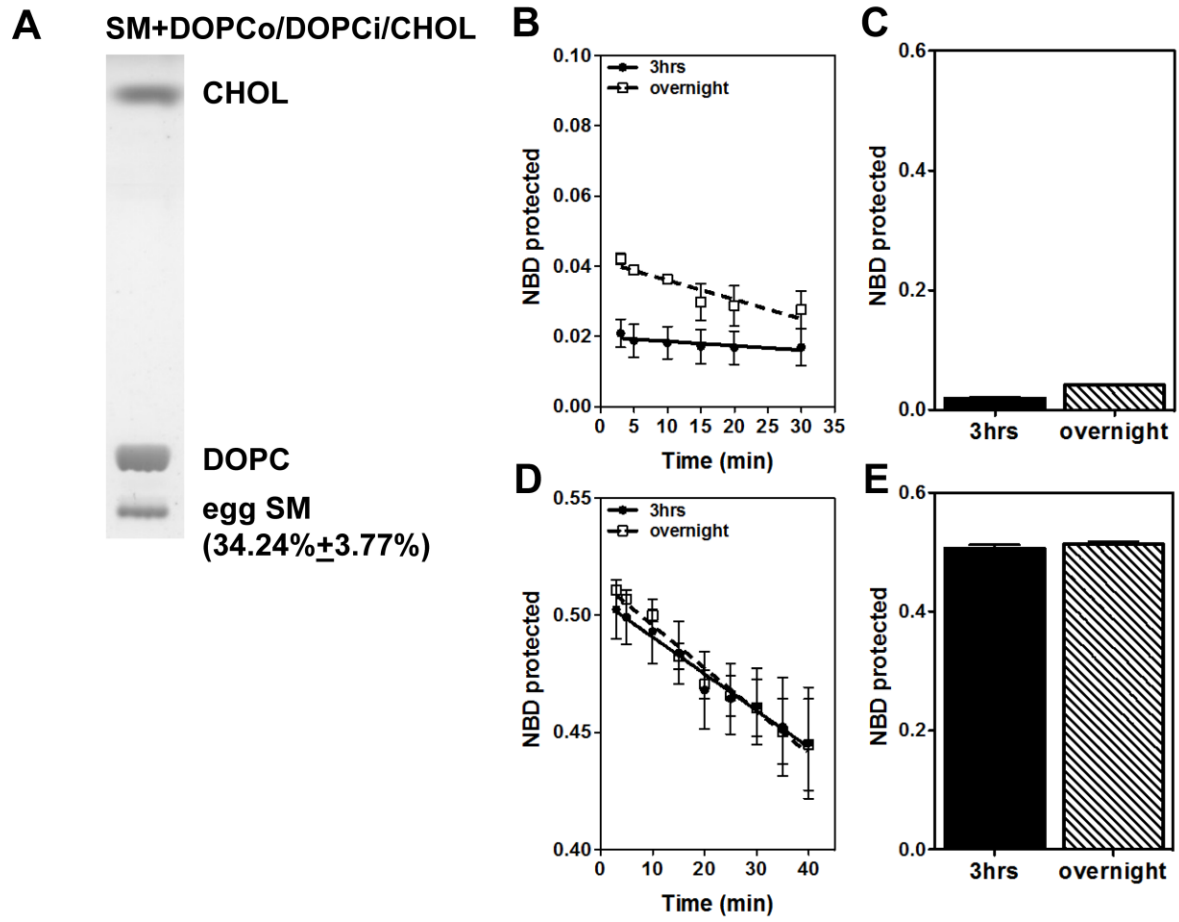 A
SM+DOPCo/DOPCi/CHOL
CHOL
DOPC
egg SM
(34.24%±3.77%)
B
NBD protected
0.10
0.08
0.06
0.04
0.02
0.00
3hrs
overnight
0 5 10 15 20 25 30 35
Time (min)
C
NBD protected
0.6
0.4
0.2
0.0
3hrs overnight
D
NBD protected
0.55
0.50
0.45
0.40
3hrs
overnight
0 10 20 30 40
Time (min)
E
NBD protected
0.6
0.4
0.2
0.0
3hrs overnight